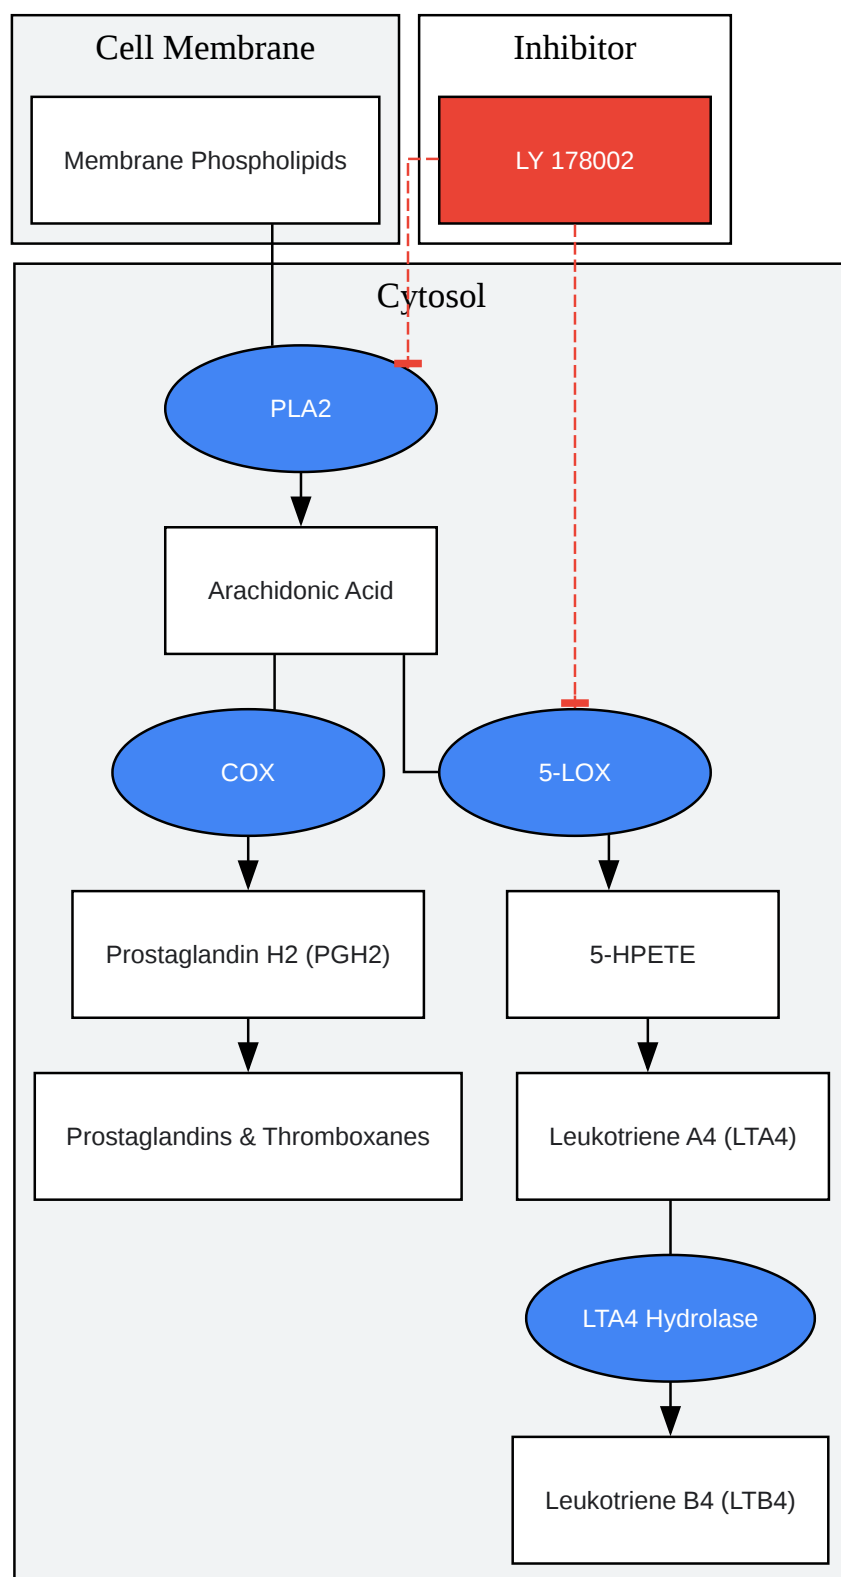 Cell Membrane
Inhibitor
Membrane Phospholipids
LY 178002
Cytosol
PLA2
Arachidonic Acid
COX
5-LOX
Prostaglandin H2 (PGH2)
5-HPETE
Prostaglandins & Thromboxanes
Leukotriene A4 (LTA4)
LTA4 Hydrolase
Leukotriene B4 (LTB4)